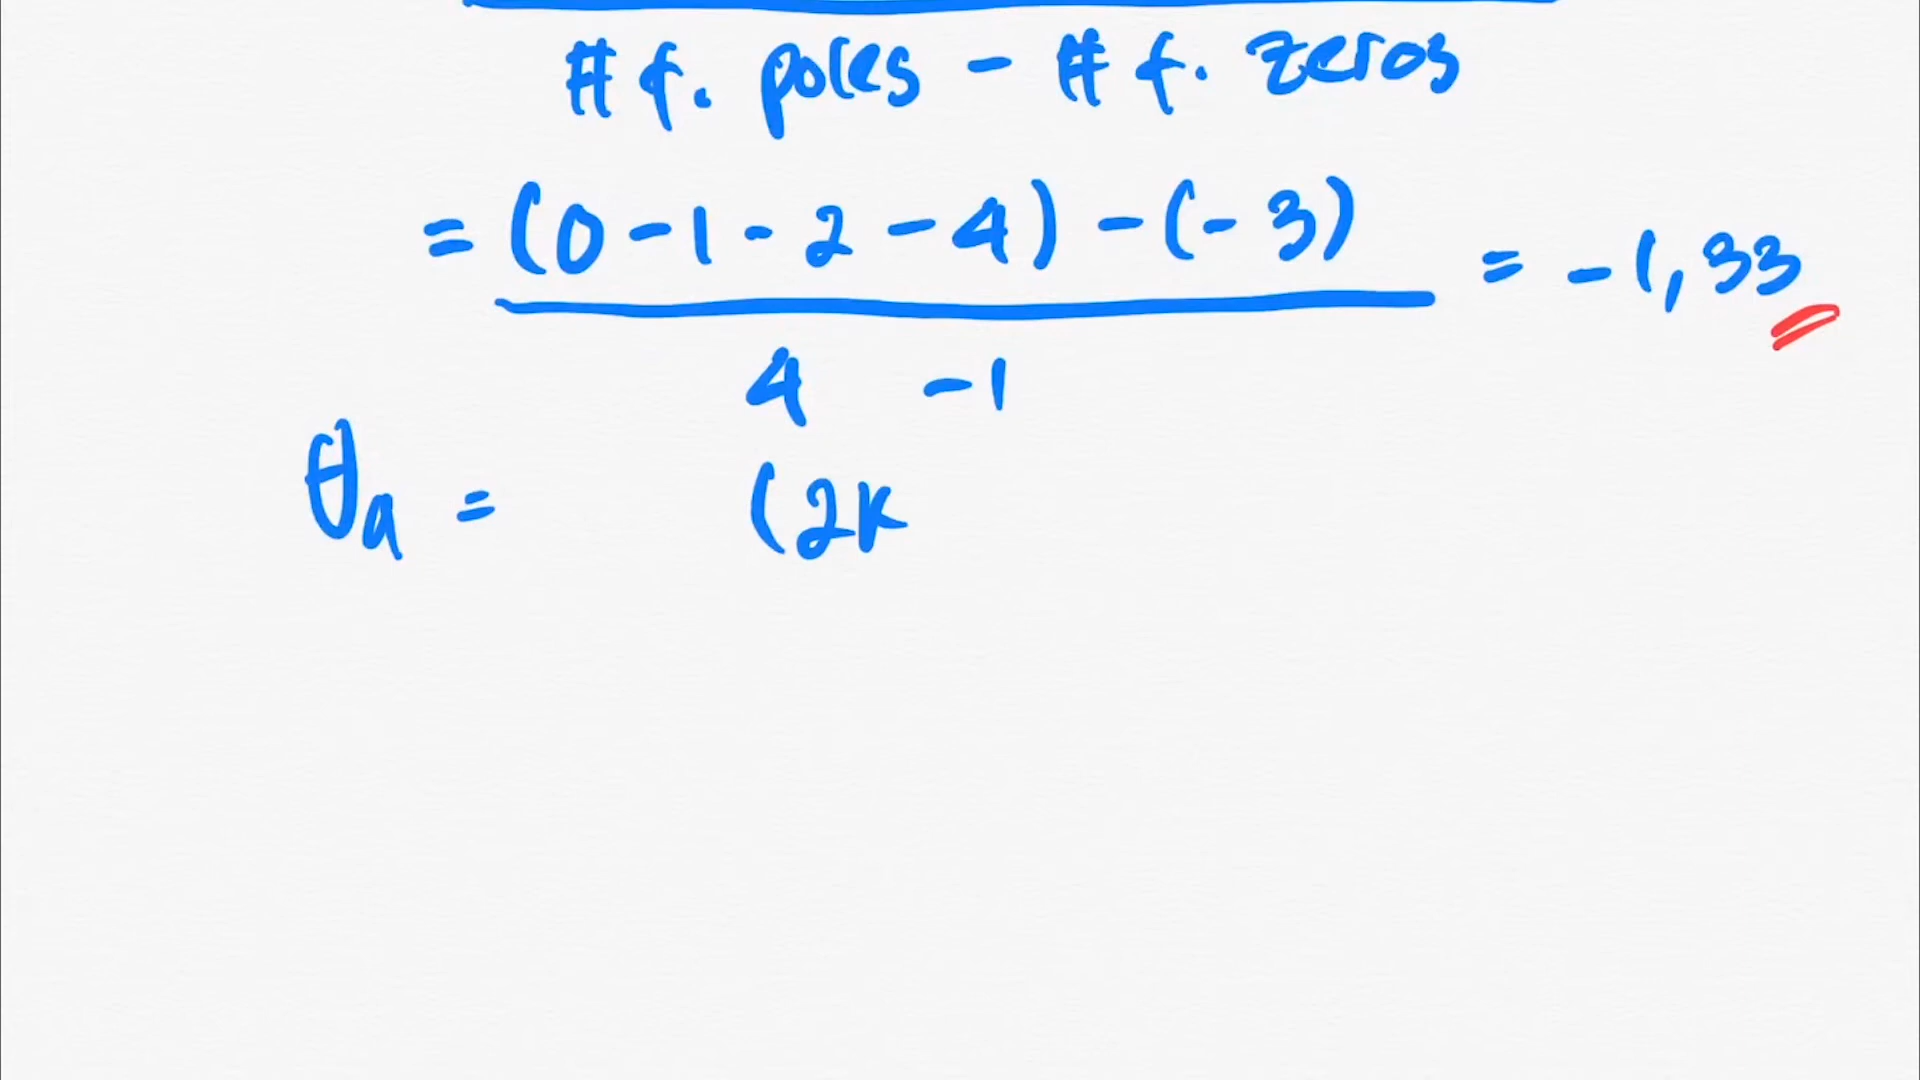 # f. poles - # f. zeros
= (0 - 1 - 2 - 4) - (- 3) = - 1,33
4 - 1
θa = (2K